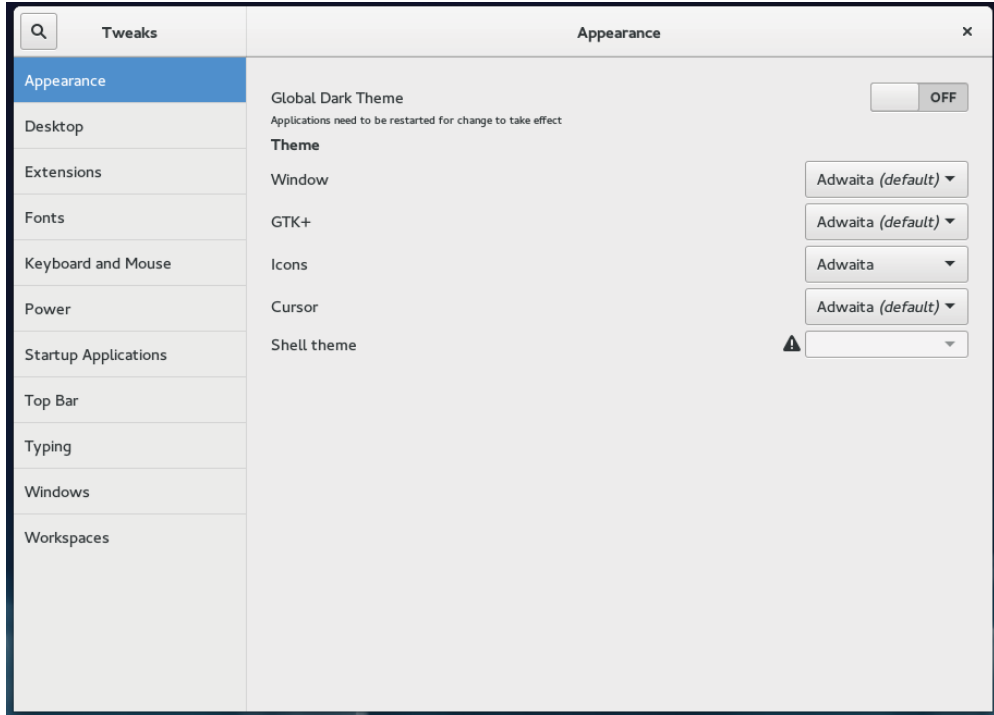 Tweaks
Appearance
Appearance
Desktop
Extensions
Fonts
Keyboard and Mouse
Power
Startup Applications
Top Bar
Typing
Windows
Workspaces
Global Dark Theme
OFF
Applications need to be restarted for change to take effect
Theme
Window
Adwaita (default)
GTK+
Adwaita (default)
Icons
Adwaita
Cursor
Adwaita (default)
Shell theme